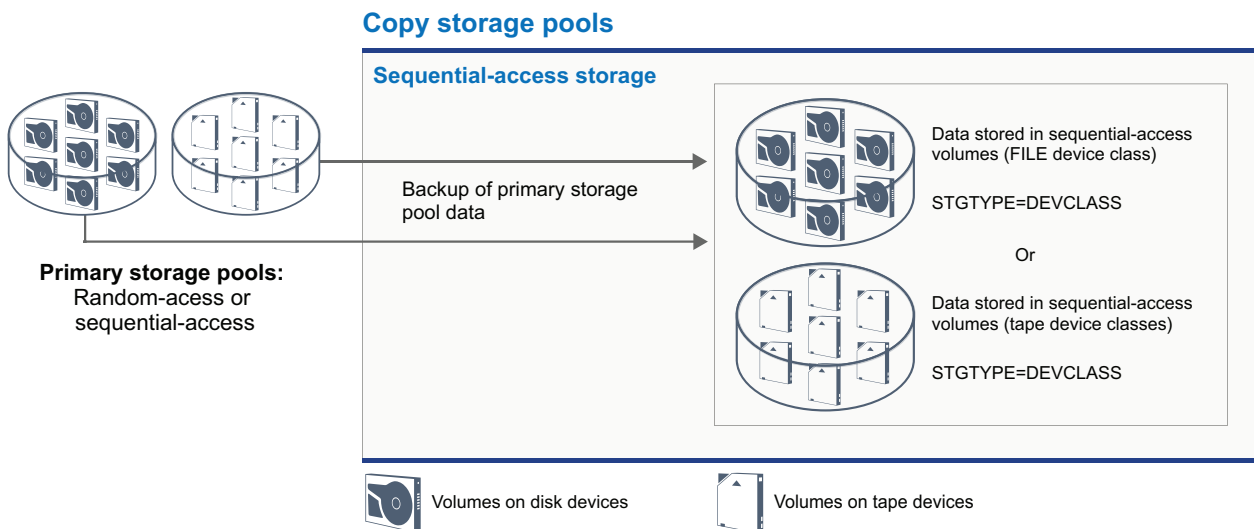 Copy storage pools
Sequential-access storage
Data stored in sequential-access
volumes (FILE device class)
STGTYPE=DEVCLASS
Backup of primary storage
pool data
Or
Primary storage pools:
Random-acess or
sequential-access
Data stored in sequential-access
volumes (tape device classes)
STGTYPE=DEVCLASS
Volumes on disk devices
Volumes on tape devices